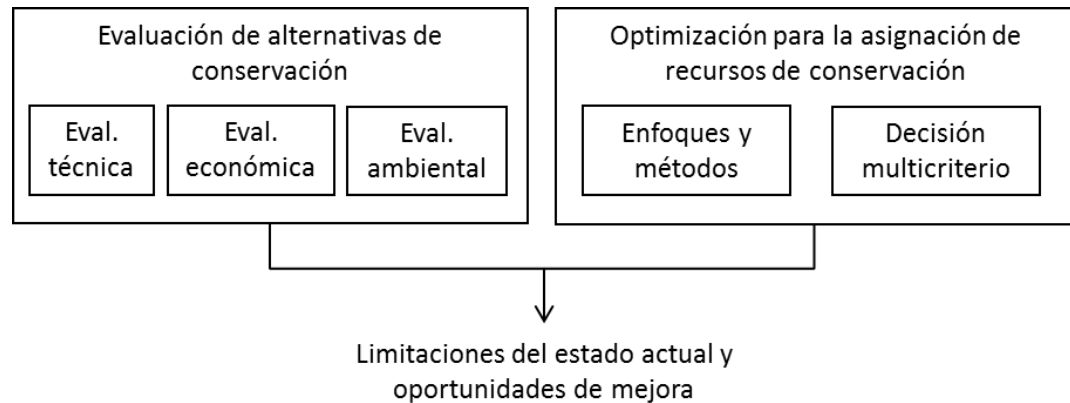 Evaluación de alternativas de
conservación
Eval.
técnica
Eval.
económica
Eval.
ambiental
Optimización para la asignación de
recursos de conservación
Enfoques y
métodos
Decisión
multicriterio
Limitaciones del estado actual y
oportunidades de mejora